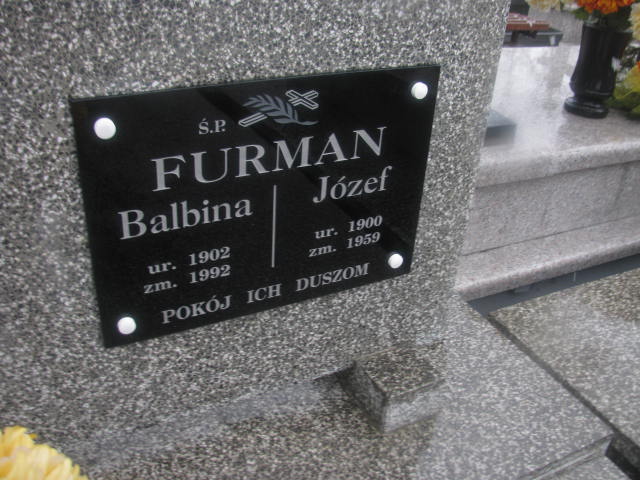 Ś.P.
FURMAN
Balbina
ur. 1902
zm. 1992
Józef
ur. 1900
zm. 1959
POKÓJ ICH DUSZOM